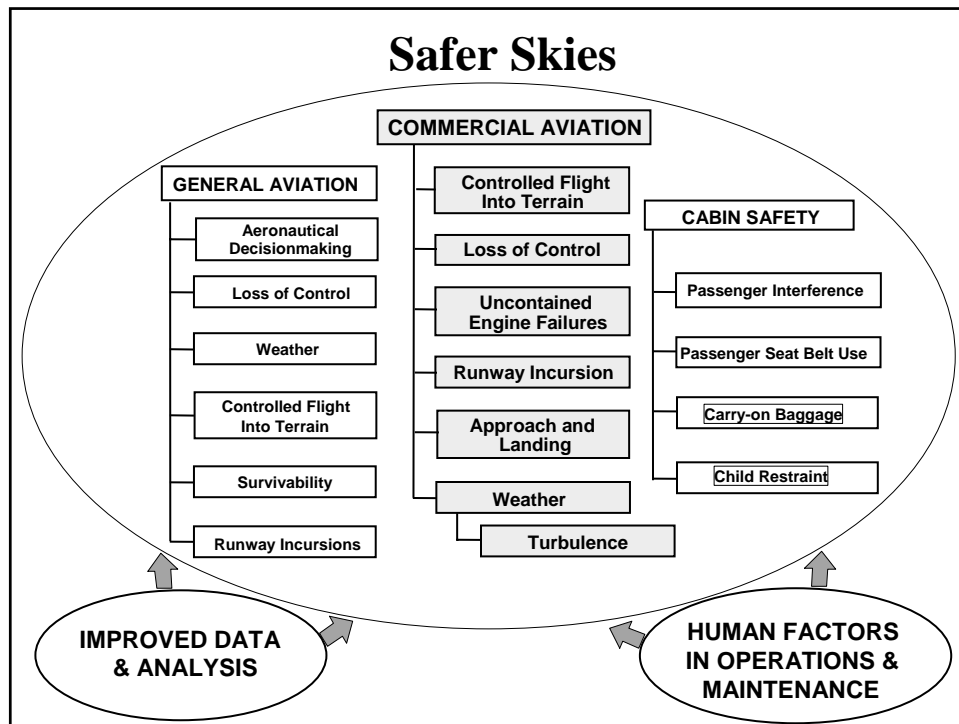 Safer Skies
GENERAL AVIATION
Aeronautical
Decisionmaking
Loss of Control
Weather
Controlled Flight
Into Terrain
Survivability
Runway Incursions
COMMERCIAL AVIATION
Controlled Flight
Into Terrain
Loss of Control
Uncontained
Engine Failures
Runway Incursion
Approach and
Landing
Weather
Turbulence
CABIN SAFETY
Passenger Interference
Passenger Seat Belt Use
Carry-on Baggage
Child Restraint
IMPROVED DATA
& ANALYSIS
HUMAN FACTORS
IN OPERATIONS &
MAINTENANCE